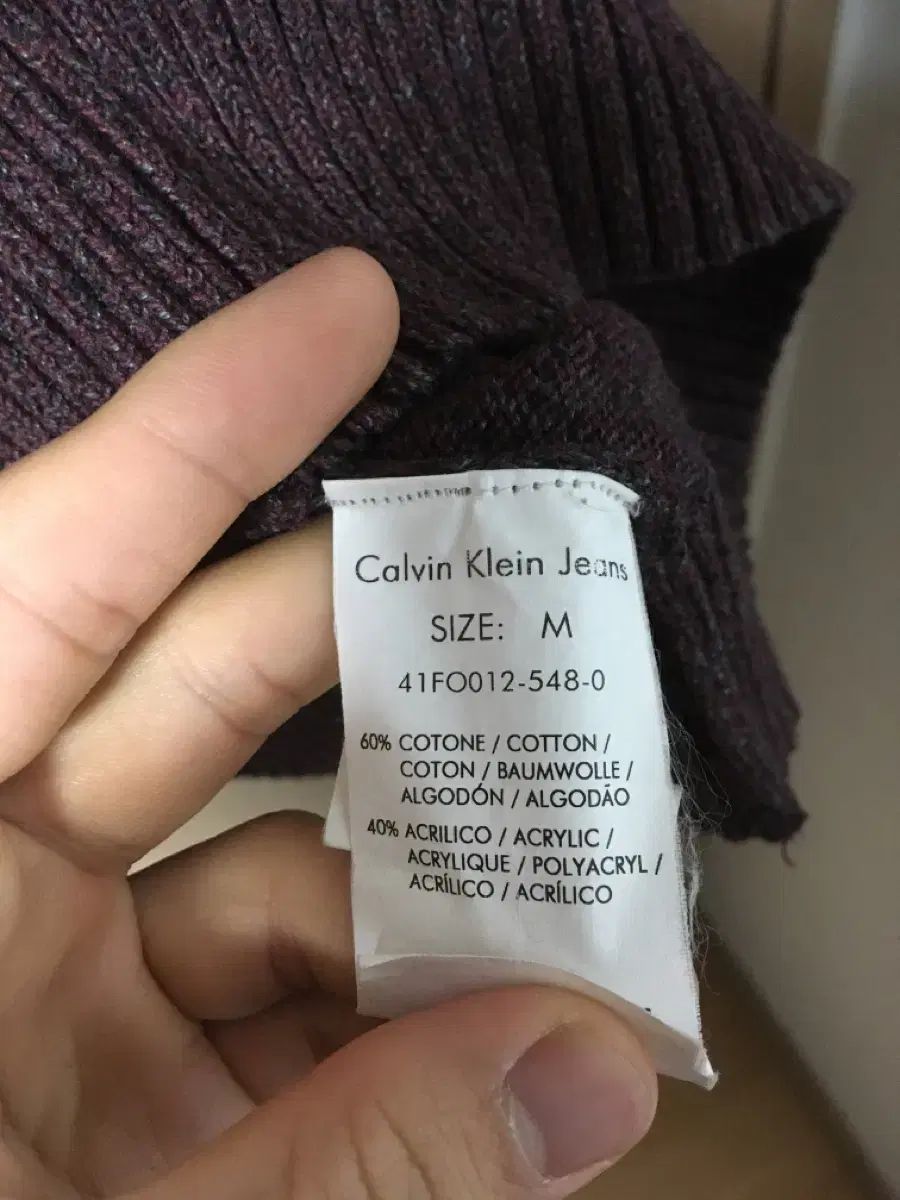 Calvin Klein Jeans
SIZE: M
41FO012-548-0
60% COTONE / COTTON /
COTON / BAUMWOLLE /
ALGODÓN / ALGODÃO
40% ACRILICO / ACRYLIC /
ACRYLIQUE / POLYACRYL /
ACRÍLICO / ACRÍLICO